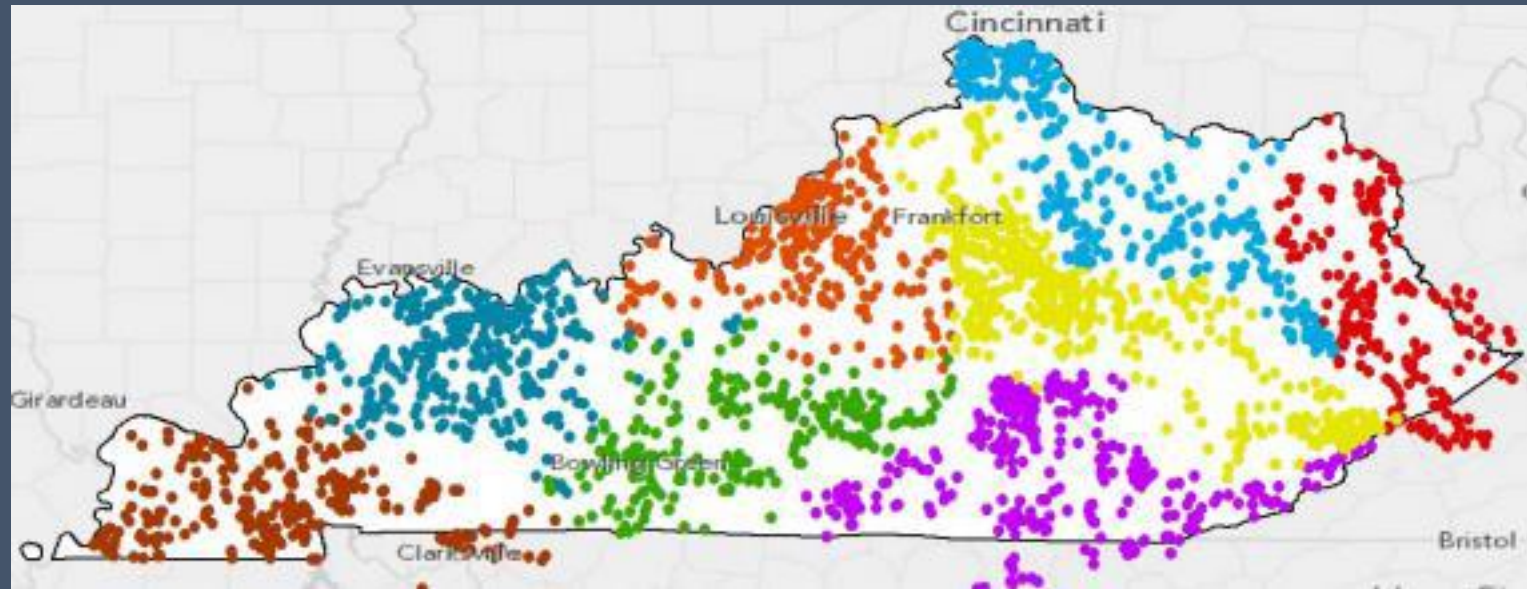 Cincinnati
Louisville
Frankfort
Evansville
Girardeau
Bowling Green
Clarksville
Bristol